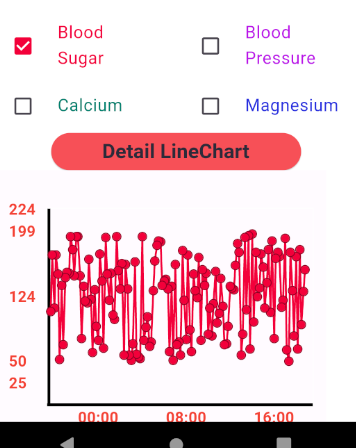 Blood
Sugar
Blood
Pressure
Calcium
Magnesium
Detail LineChart
224
199
124
50
25
00:00 08:00 16:00